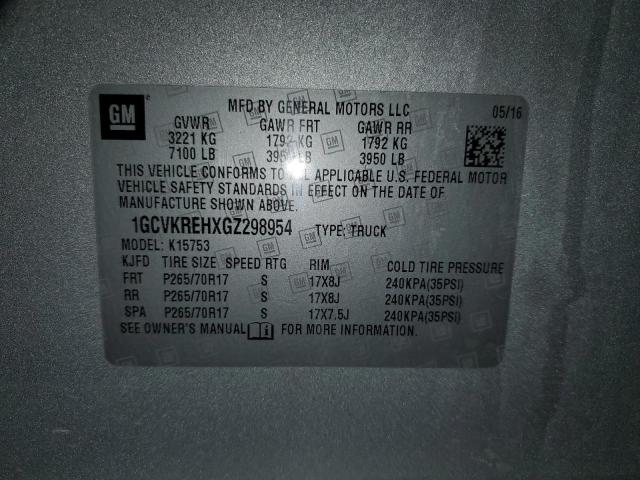 GM
MFD BY GENERAL MOTORS LLC 05/16
GVWR GAWR FRT GAWR RR
3221 KG 1792 KG 1792 KG
7100 LB 3950 LB 3950 LB
THIS VEHICLE CONFORMS TO ALL APPLICABLE U.S. FEDERAL MOTOR
VEHICLE SAFETY STANDARDS IN EFFECT ON THE DATE OF
MANUFACTURE SHOWN ABOVE.
1GCVKREHXGZ298954 TYPE: TRUCK
MODEL: K15753
KJFD TIRE SIZE SPEED RTG RIM COLD TIRE PRESSURE
FRT P265/70R17 S 17X8J 240KPA(35PSI)
RR P265/70R17 S 17X8J 240KPA(35PSI)
SPA P265/70R17 S 17X7.5J 240KPA(35PSI)
SEE OWNER'S MANUAL FOR MORE INFORMATION.